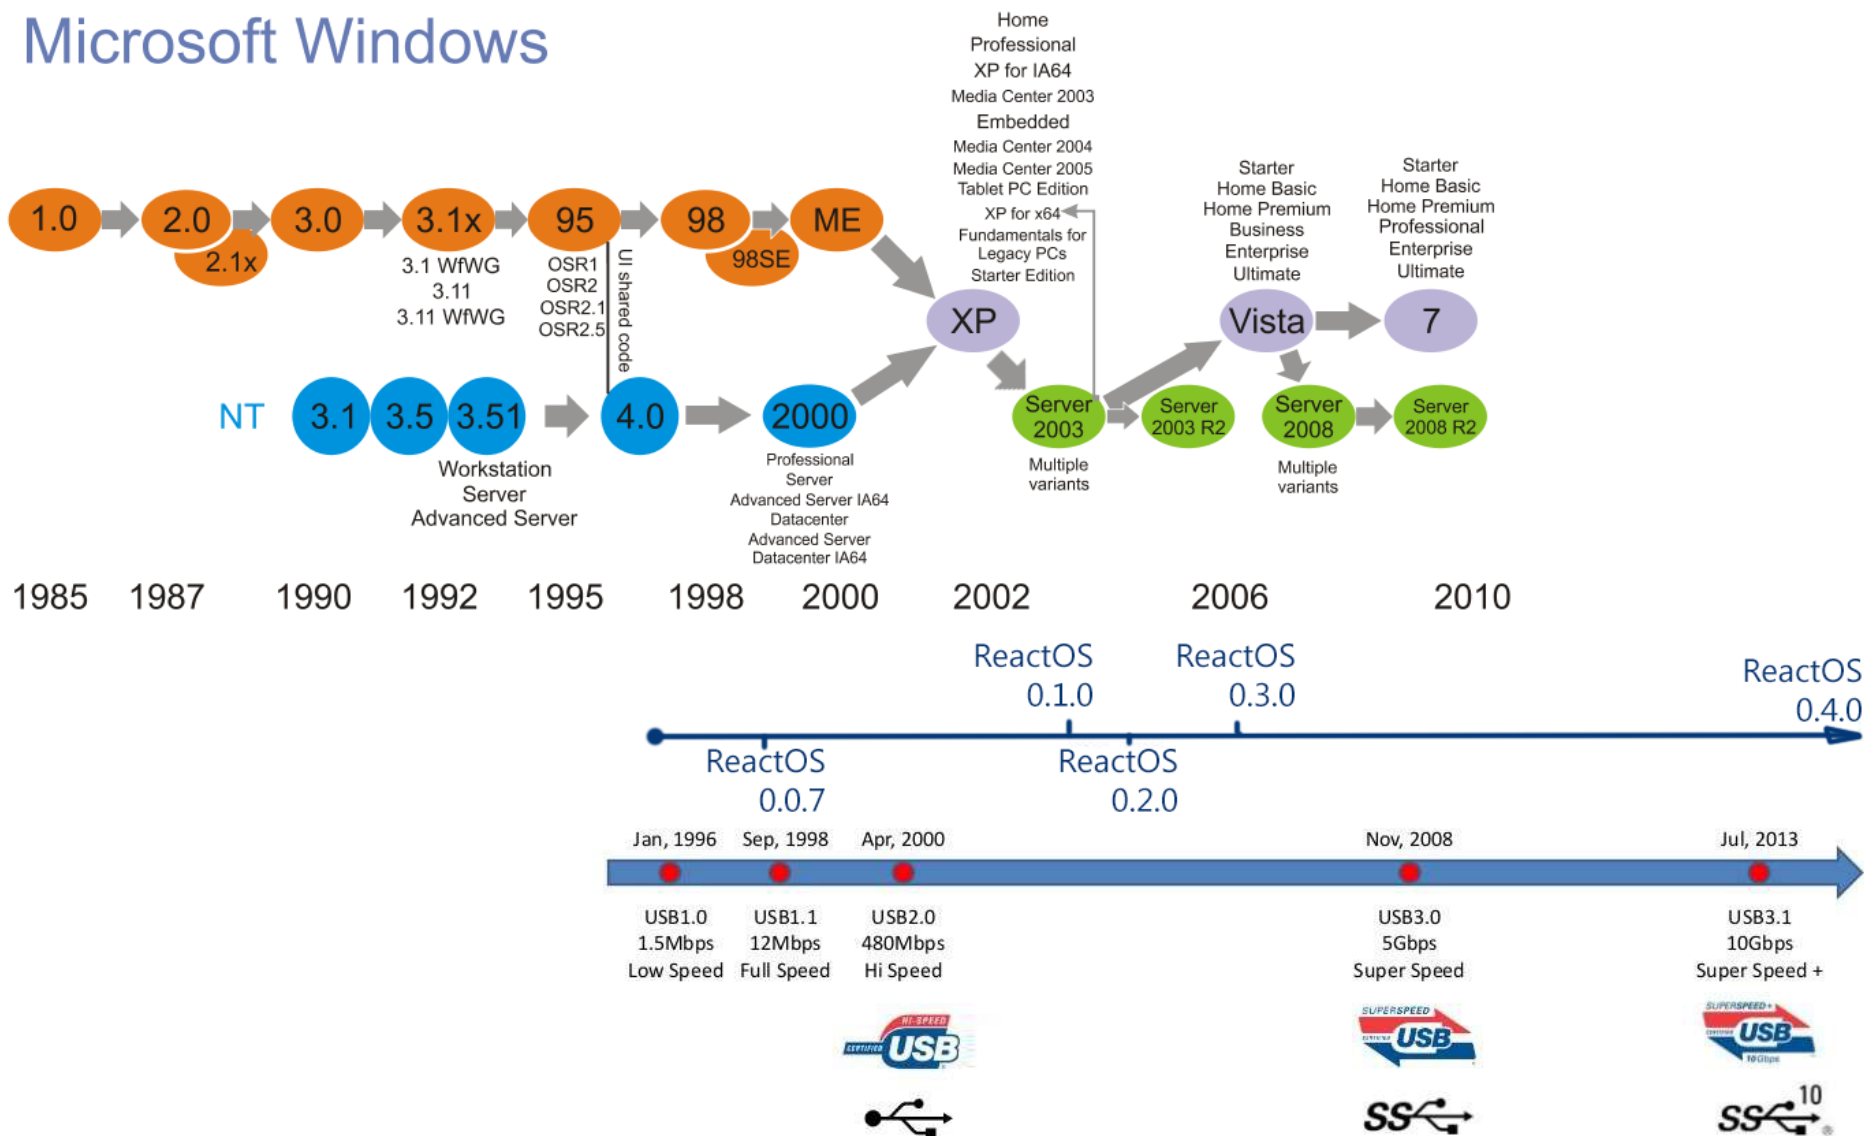 Microsoft Windows
Home
Professional
XP for IA64
Media Center 2003
Embedded
Media Center 2004
Media Center 2005
Tablet PC Edition
XP for x64
Fundamentals for
Legacy PCs
Starter Edition
Starter
Home Basic
Home Premium
Business
Enterprise
Ultimate
Starter
Home Basic
Home Premium
Professional
Enterprise
Ultimate
1.0
2.0
2.1x
3.0
3.1x
3.1 WfWG
3.11
3.11 WfWG
95
OSR1
OSR2
OSR2.1
OSR2.5
UI shared code
98
98SE
ME
XP
Vista
7
NT
3.1
3.5
3.51
Workstation
Server
Advanced Server
4.0
2000
Professional
Server
Advanced Server IA64
Datacenter
Advanced Server
Datacenter IA64
Server
2003
Multiple
variants
Server
2003 R2
Server
2008
Multiple
variants
Server
2008 R2
1985 1987 1990 1992 1995 1998 2000 2002 2006 2010
ReactOS
0.1.0
ReactOS
0.3.0
ReactOS
0.4.0
ReactOS
0.0.7
ReactOS
0.2.0
Jan, 1996 Sep, 1998 Apr, 2000 Nov, 2008 Jul, 2013
USB1.0
1.5Mbps
Low Speed
USB1.1
12Mbps
Full Speed
USB2.0
480Mbps
Hi Speed
USB3.0
5Gbps
Super Speed
USB3.1
10Gbps
Super Speed +
HI-SPEED
CERTIFIED USB
SUPERSPEED
CERTIFIED USB
SUPERSPEED+
CERTIFIED USB
10Gbps
SS
SS 10